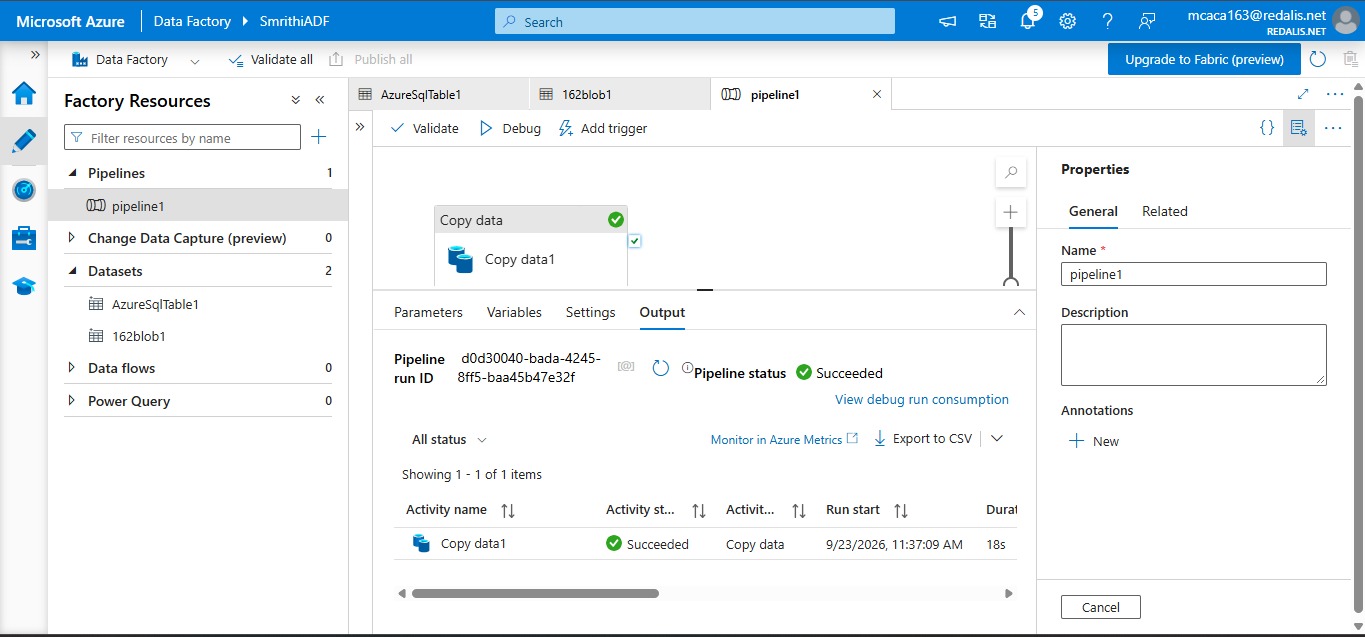 Microsoft Azure
Data Factory
SmrithiADF
Search
5
mcaca163@redalis.net
REDALIS.NET
Data Factory
Validate all
Publish all
Upgrade to Fabric (preview)
Factory Resources
Filter resources by name
Pipelines 1
pipeline1
Change Data Capture (preview) 0
Datasets 2
AzureSqlTable1
162blob1
Data flows 0
Power Query 0
AzureSqlTable1
162blob1
pipeline1
Validate
Debug
Add trigger
Copy data
Copy data1
Parameters
Variables
Settings
Output
Pipeline
run ID
d0d30040-bada-4245-
8ff5-baa45b47e32f
Pipeline status
Succeeded
View debug run consumption
All status
Monitor in Azure Metrics
Export to CSV
Showing 1 - 1 of 1 items
Activity name Activity st... Activit... Run start Durat
Copy data1 Succeeded Copy data 9/23/2026, 11:37:09 AM 18s
Properties
General
Related
Name *
pipeline1
Description
Annotations
New
Cancel